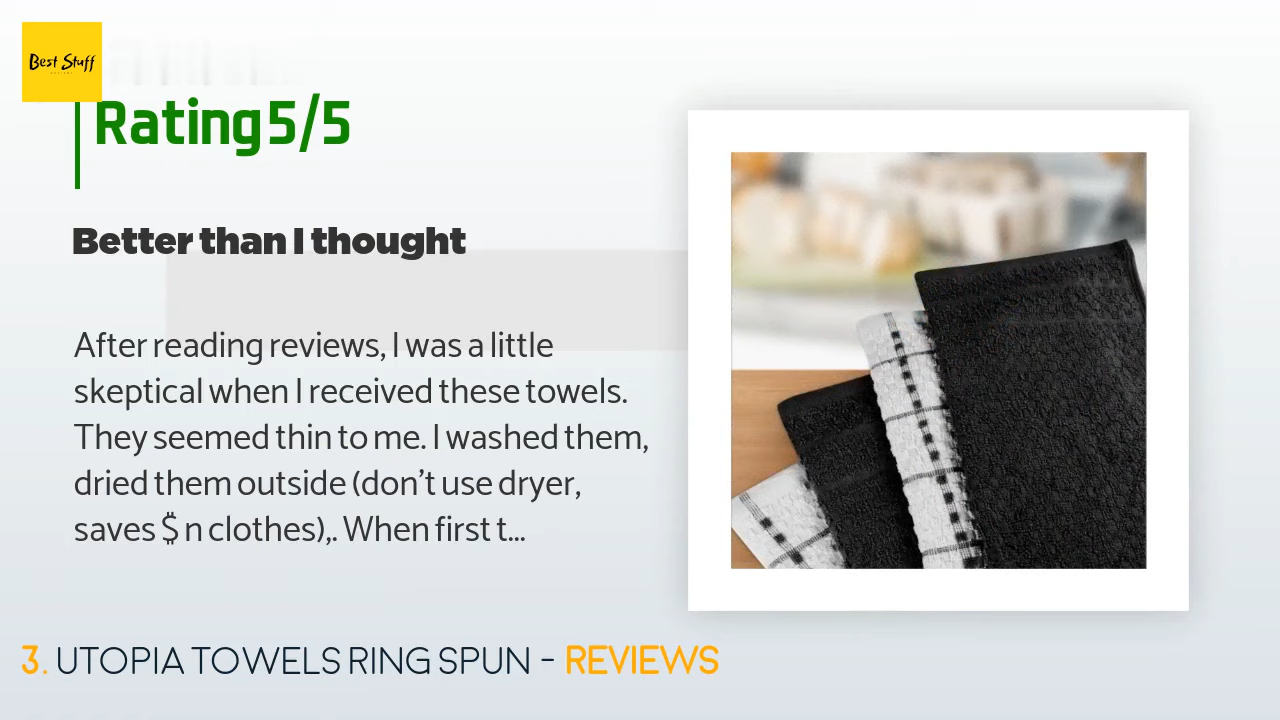 Best Stuff
Rating 5/5
Better than I thought
After reading reviews, I was a little
skeptical when I received these towels.
They seemed thin to me. I washed them,
dried them outside (don't use dryer,
saves $ n clothes),. When first t...
3. UTOPIA TOWELS RING SPUN - REVIEWS